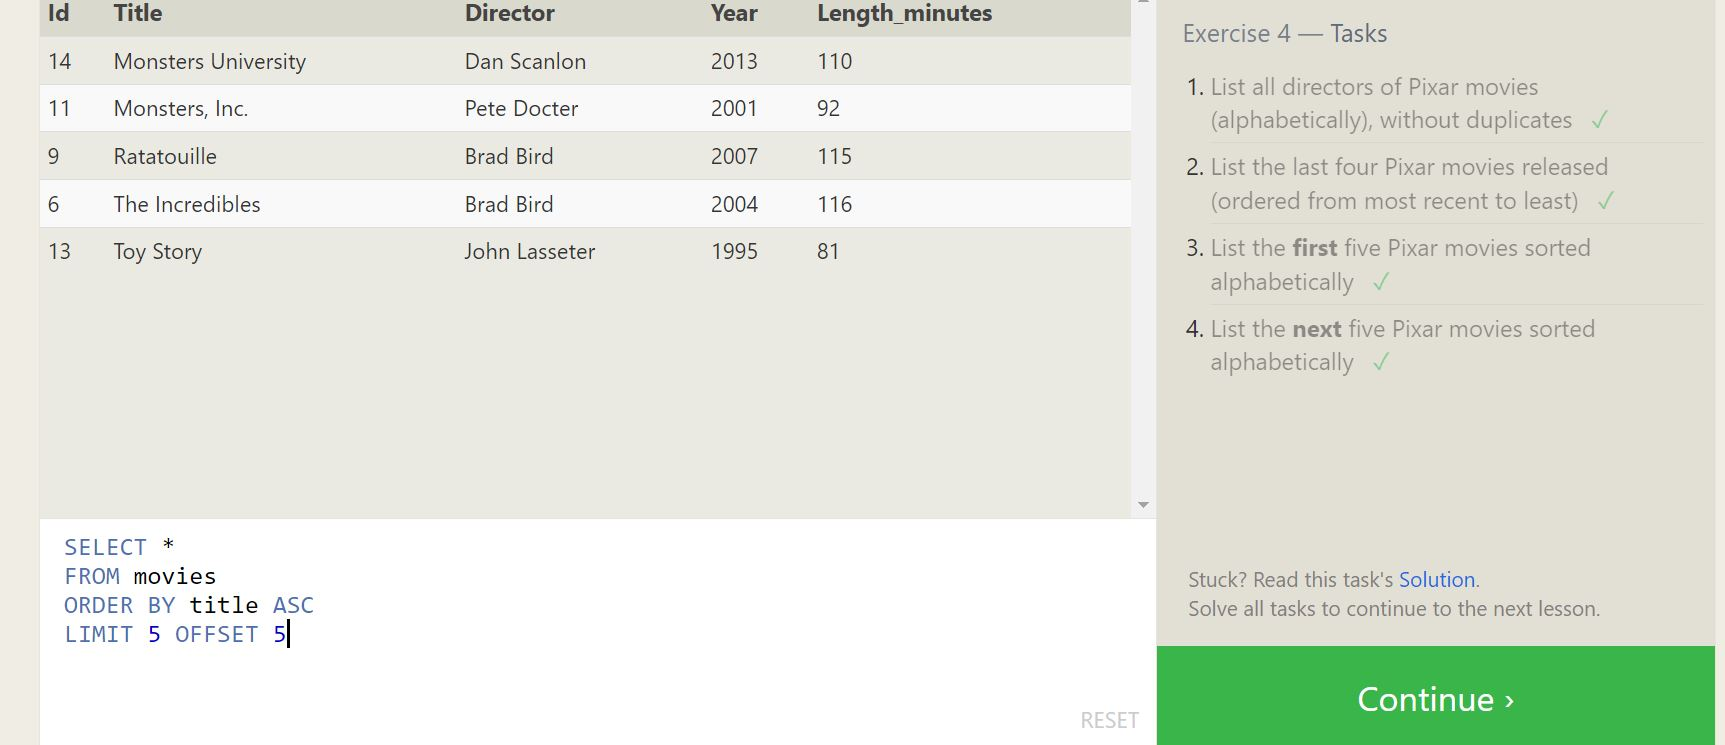 Id Title Director Year Length_minutes
14 Monsters University Dan Scanlon 2013 110
11 Monsters, Inc. Pete Docter 2001 92
9 Ratatouille Brad Bird 2007 115
6 The Incredibles Brad Bird 2004 116
13 Toy Story John Lasseter 1995 81
SELECT *
FROM movies
ORDER BY title ASC
LIMIT 5 OFFSET 5
RESET
Exercise 4 — Tasks
1. List all directors of Pixar movies
(alphabetically), without duplicates ✓
2. List the last four Pixar movies released
(ordered from most recent to least) ✓
3. List the first five Pixar movies sorted
alphabetically ✓
4. List the next five Pixar movies sorted
alphabetically ✓
Stuck? Read this task's Solution.
Solve all tasks to continue to the next lesson.
Continue ›